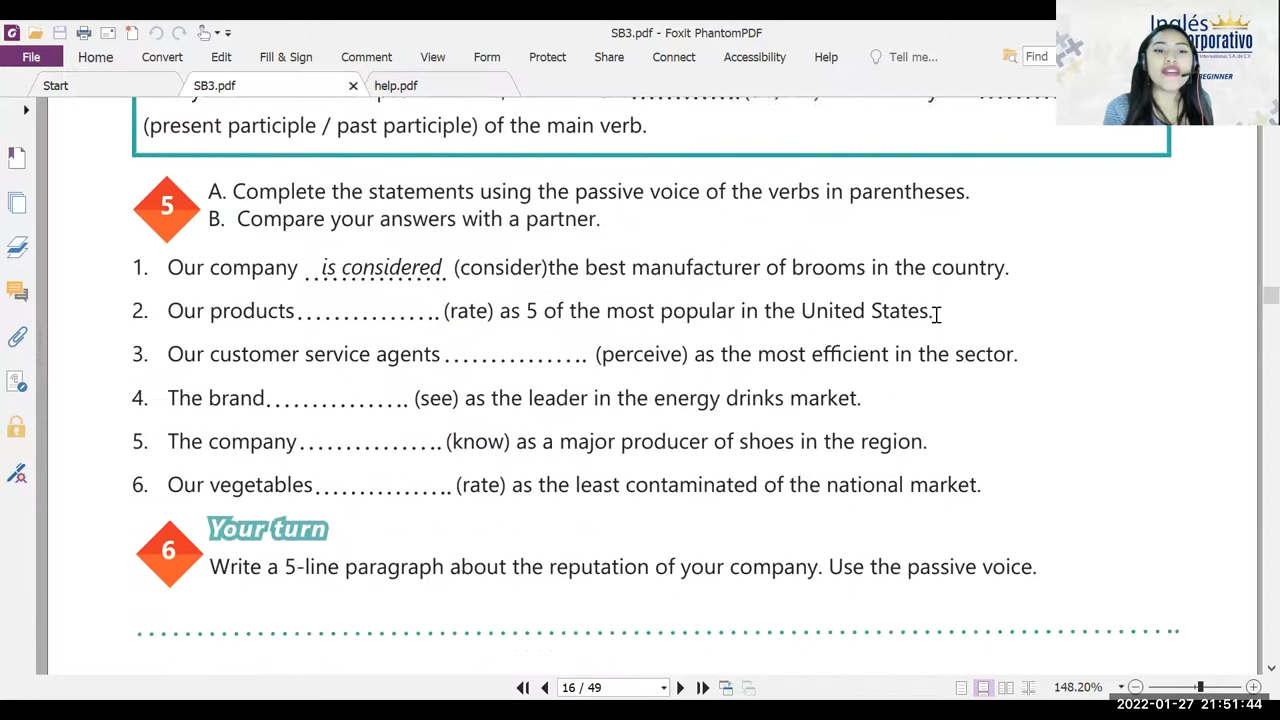 SB3.pdf - Foxit PhantomPDF
File Home Convert Edit Fill & Sign Comment View Form Protect Share Connect Accessibility Help Tell me... Find
Inglés
Corporativo
International, S.A. de C.V.
BEGINNER
Start SB3.pdf help.pdf
(present participle / past participle) of the main verb.
5
A. Complete the statements using the passive voice of the verbs in parentheses.
B. Compare your answers with a partner.
1. Our company is considered (consider)the best manufacturer of brooms in the country.
2. Our products................ (rate) as 5 of the most popular in the United States.
3. Our customer service agents ................ (perceive) as the most efficient in the sector.
4. The brand................ (see) as the leader in the energy drinks market.
5. The company................ (know) as a major producer of shoes in the region.
6. Our vegetables................ (rate) as the least contaminated of the national market.
Your turn
6
Write a 5-line paragraph about the reputation of your company. Use the passive voice.
16 / 49
148.20%
2022-01-27 21:51:44